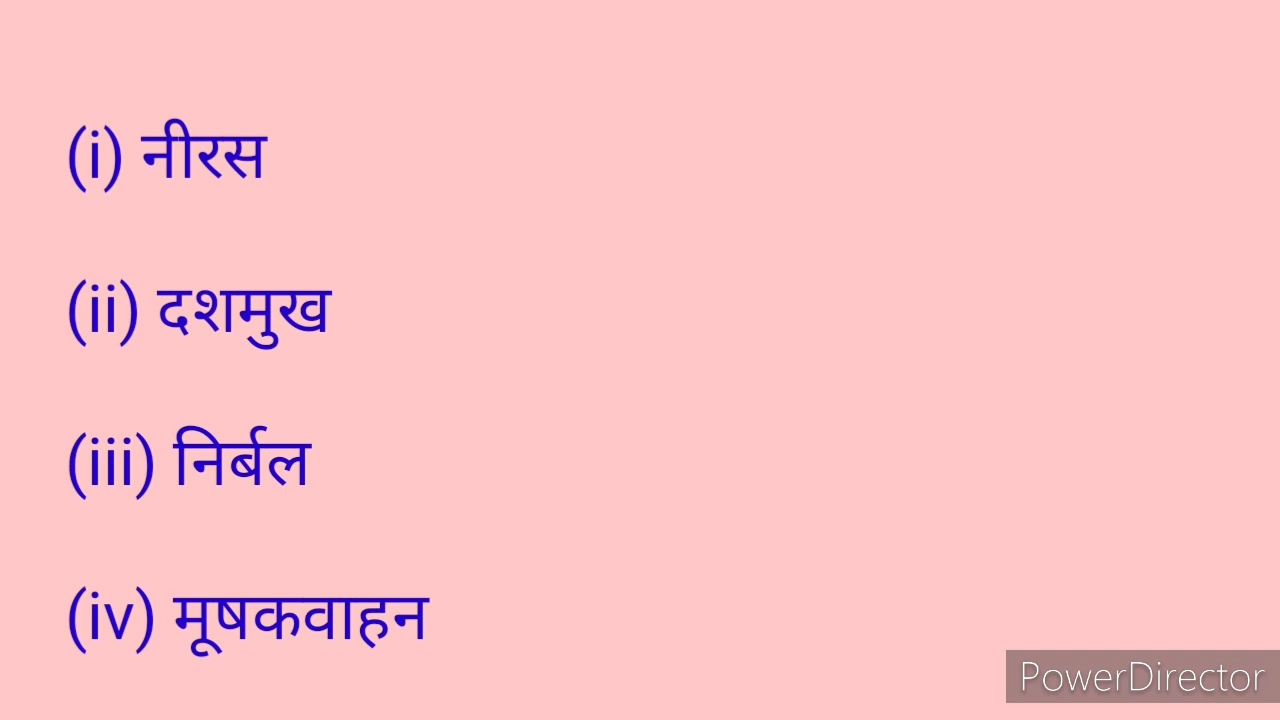 (i) नीरस
(ii) दशमुख
(iii) निर्बल
(iv) मूषकवाहन
PowerDirector